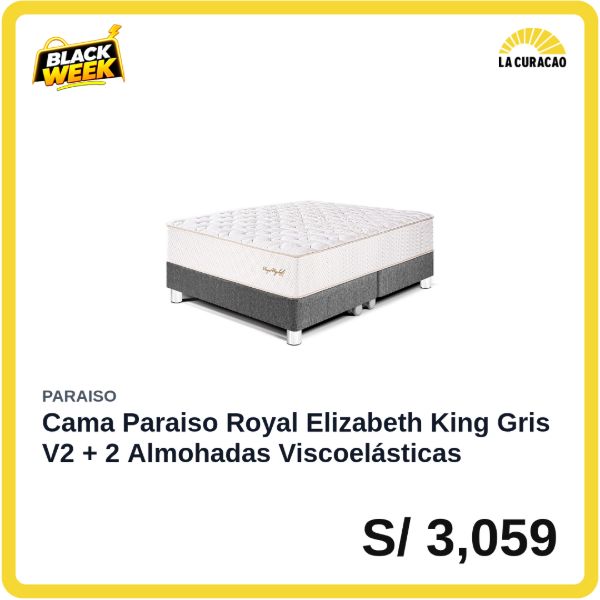 BLACK
WEEK
LA CURACAO
PARAISO
Cama Paraiso Royal Elizabeth King Gris
V2 + 2 Almohadas Viscoelásticas
S/ 3,059